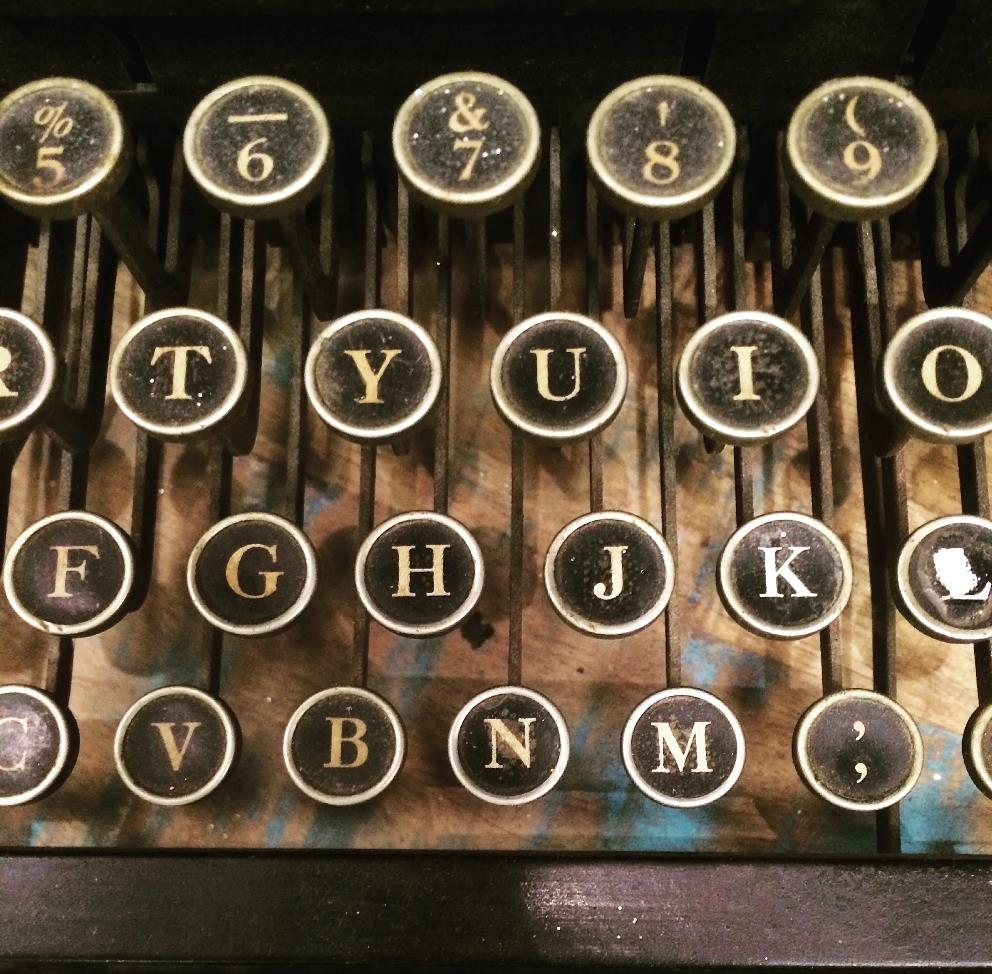 % — & ' (
5 6 7 8 9
R T Y U I O
F G H J K L
C V B N M ,
,